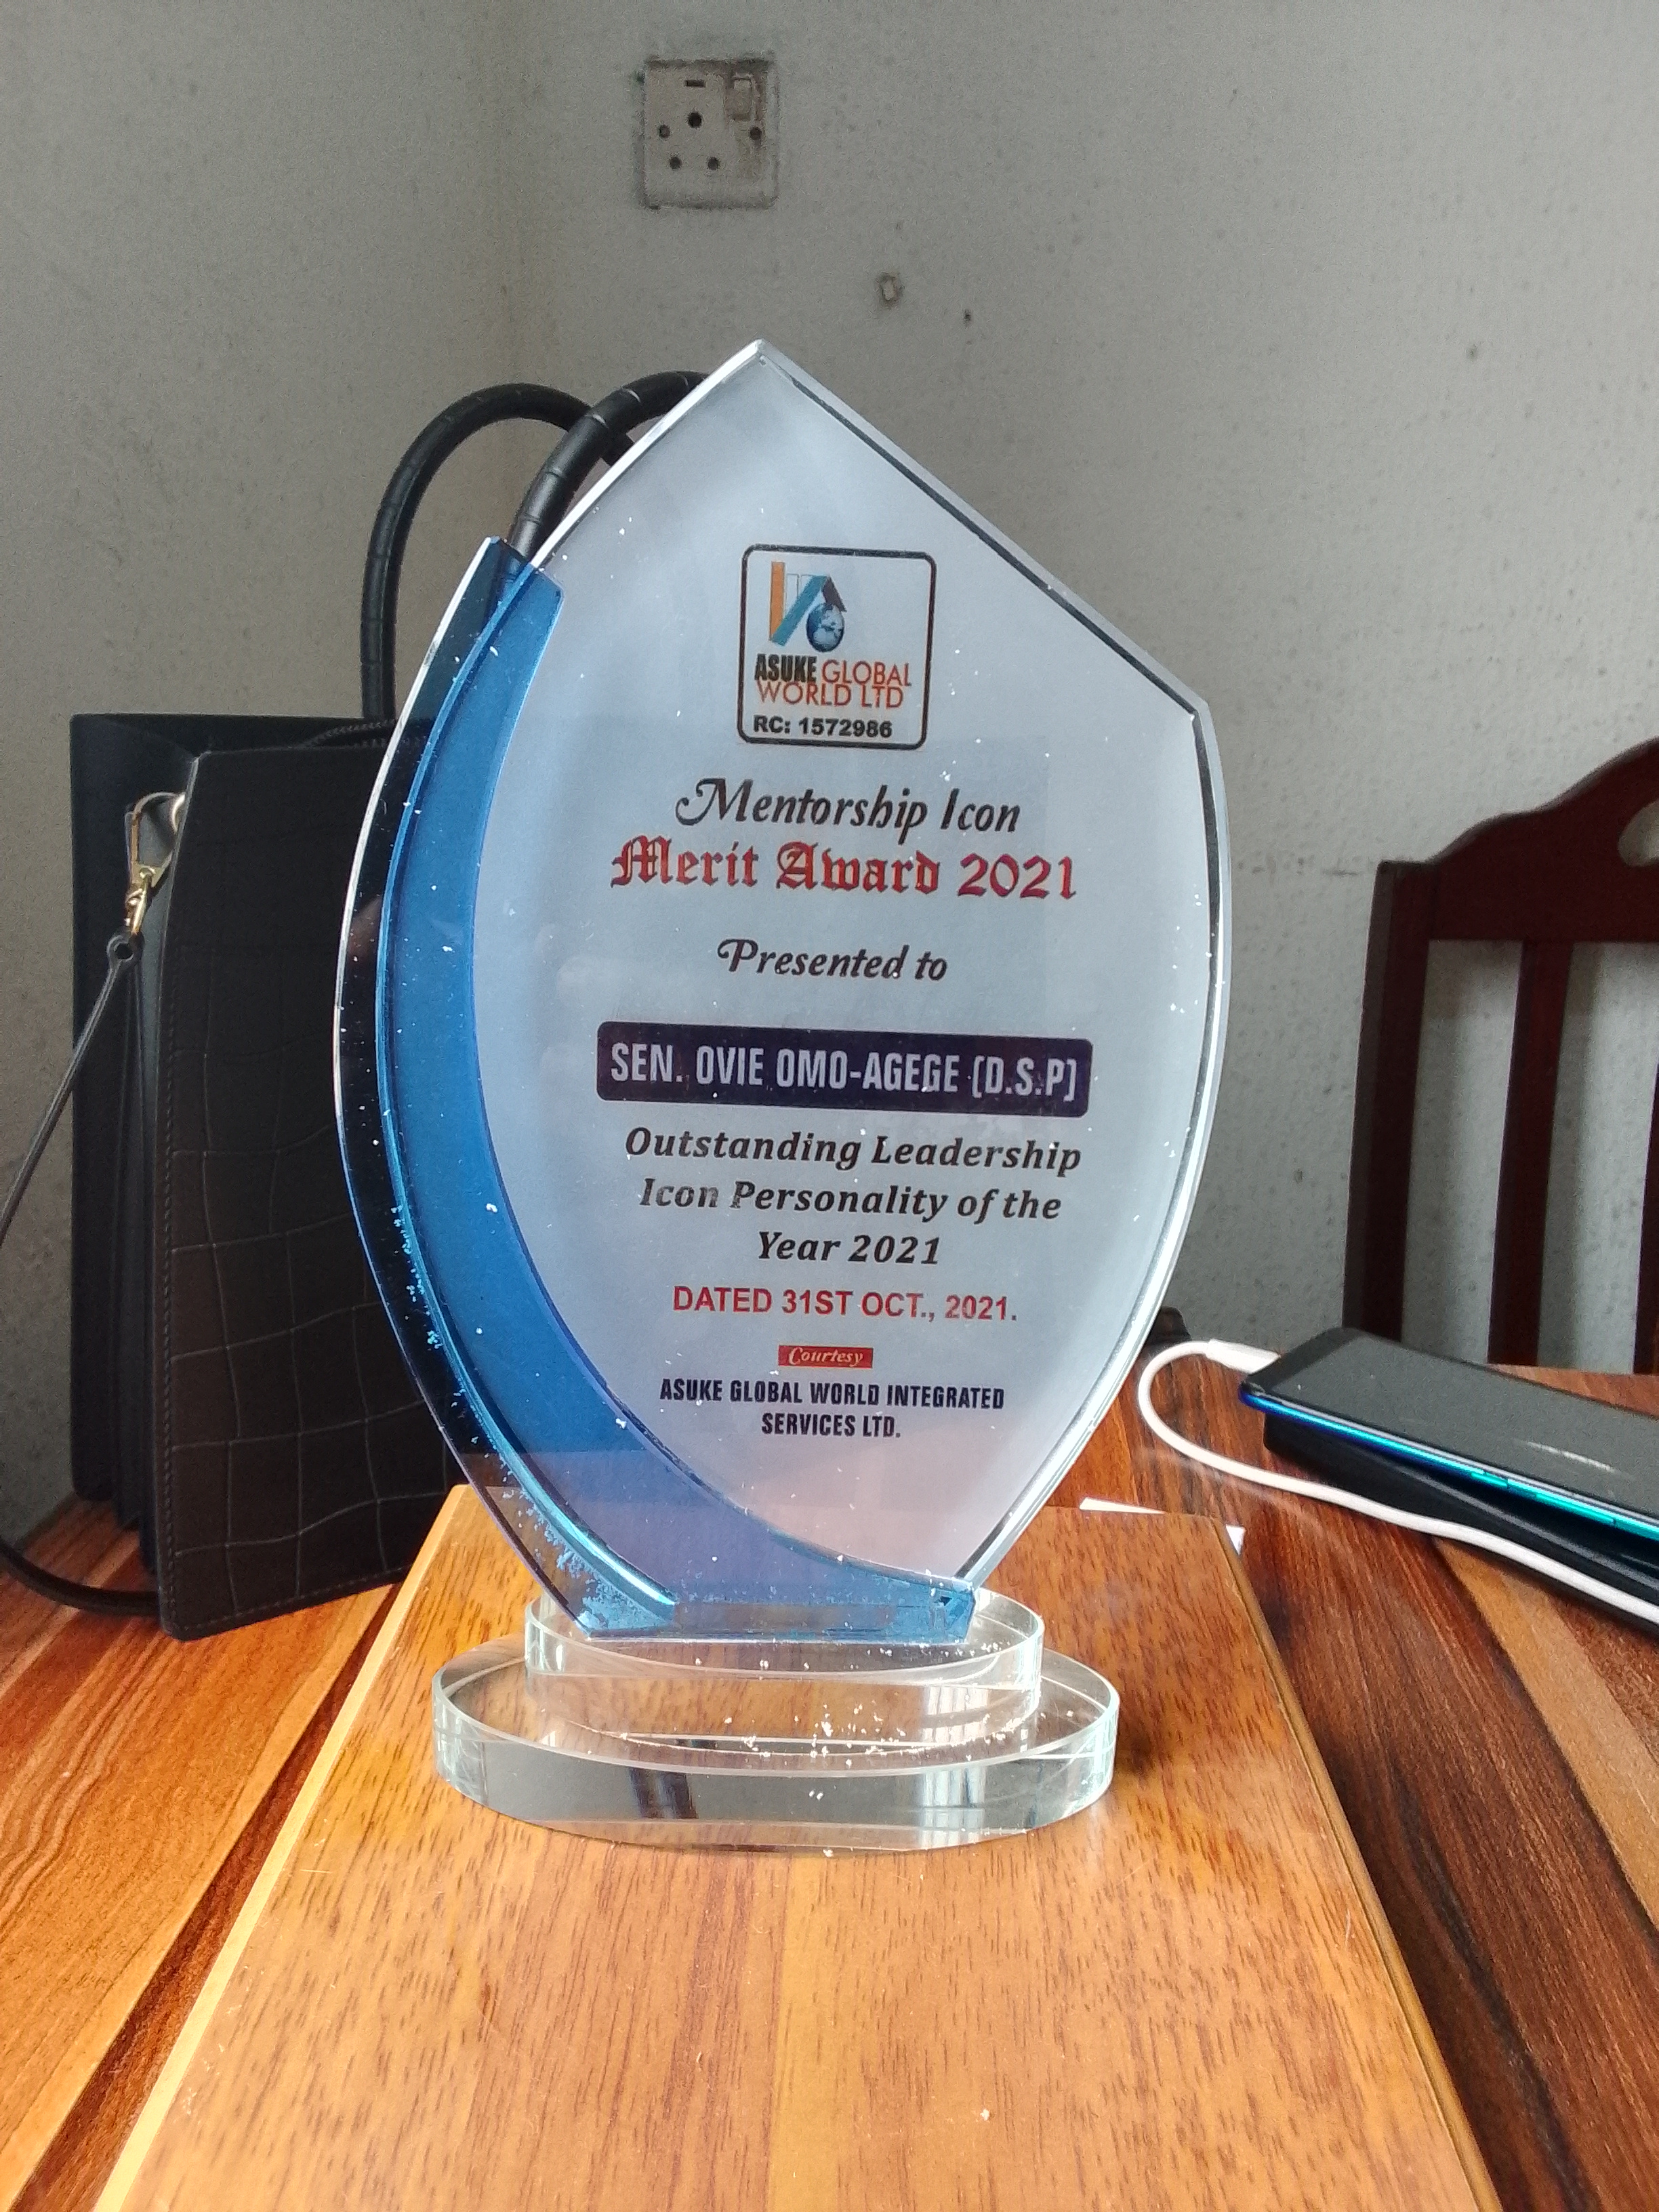 ASUKE GLOBAL
WORLD LTD
RC: 1572986
Mentorship Icon
Merit Award 2021
Presented to
SEN. OVIE OMO-AGEGE (D.S.P)
Outstanding Leadership
Icon Personality of the
Year 2021
DATED 31ST OCT., 2021.
Courtesy
ASUKE GLOBAL WORLD INTEGRATED
SERVICES LTD.